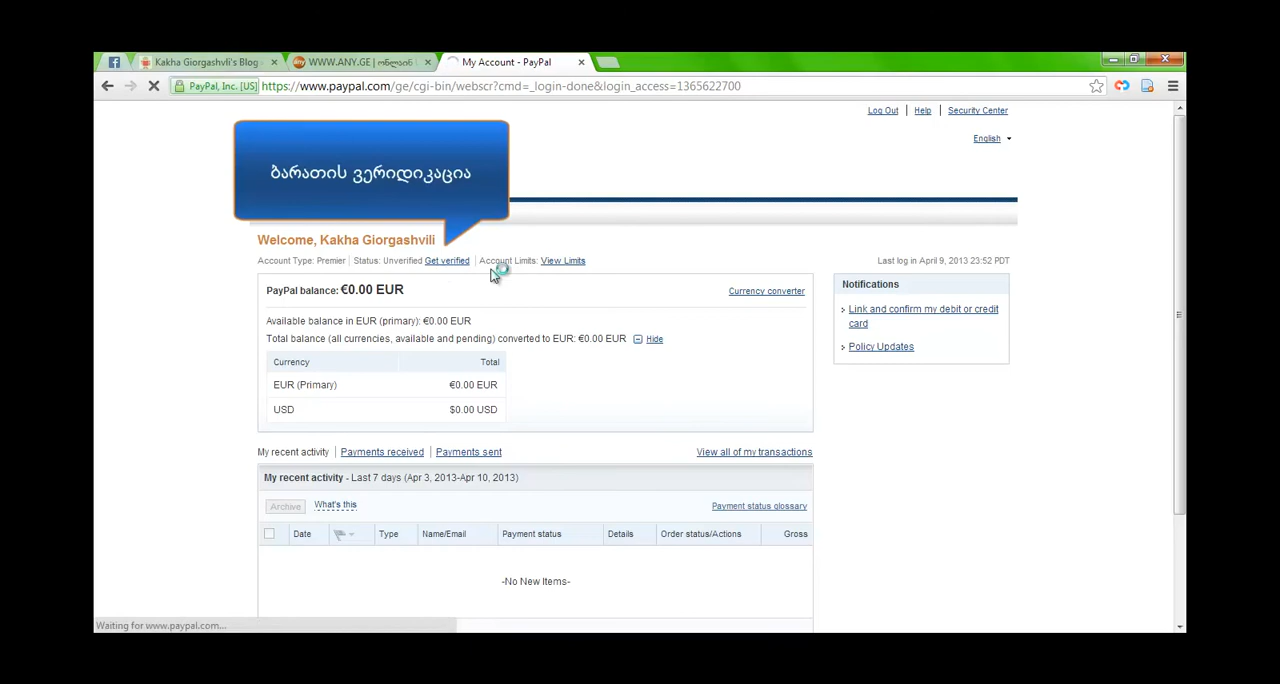 Kakha Giorgashvli's Blog
WWW.ANY.GE | ონლაინ
My Account - PayPal
PayPal, Inc. [US]
https://www.paypal.com/ge/cgi-bin/webscr?cmd=_login-done&login_access=1365622700
Log Out | Help | Security Center
English
ბარათის ვერიდიკაცია
Welcome, Kakha Giorgashvili
Account Type: Premier | Status: Unverified Get verified | Account Limits: View Limits
Last log in April 9, 2013 23:52 PDT
PayPal balance: €0.00 EUR
Currency converter
Available balance in EUR (primary): €0.00 EUR
Total balance (all currencies, available and pending) converted to EUR: €0.00 EUR Hide
Currency Total
EUR (Primary) €0.00 EUR
USD $0.00 USD
Notifications
Link and confirm my debit or credit
card
Policy Updates
My recent activity | Payments received | Payments sent
View all of my transactions
My recent activity - Last 7 days (Apr 3, 2013-Apr 10, 2013)
Archive What's this
Payment status glossary
Date Type Name/Email Payment status Details Order status/Actions Gross
-No New Items-
Waiting for www.paypal.com...